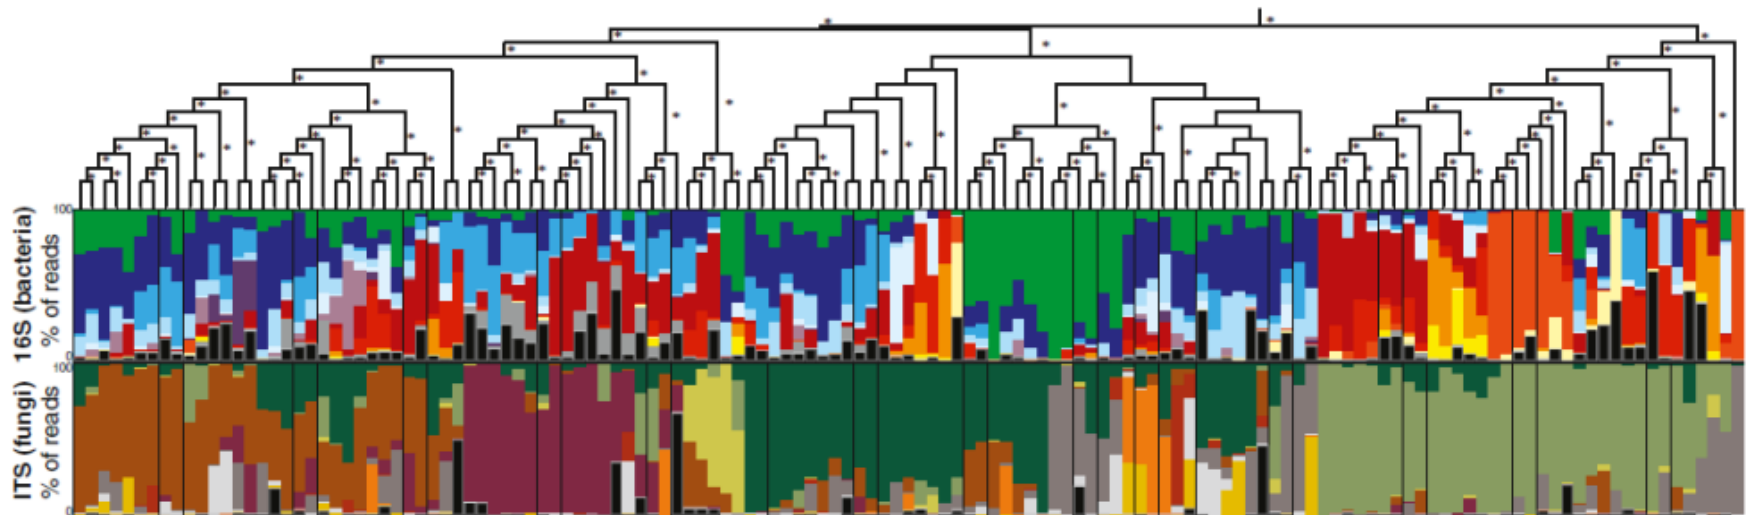 16S (bacteria)
% of reads
100
0
ITS (fungi)
% of reads
100
0